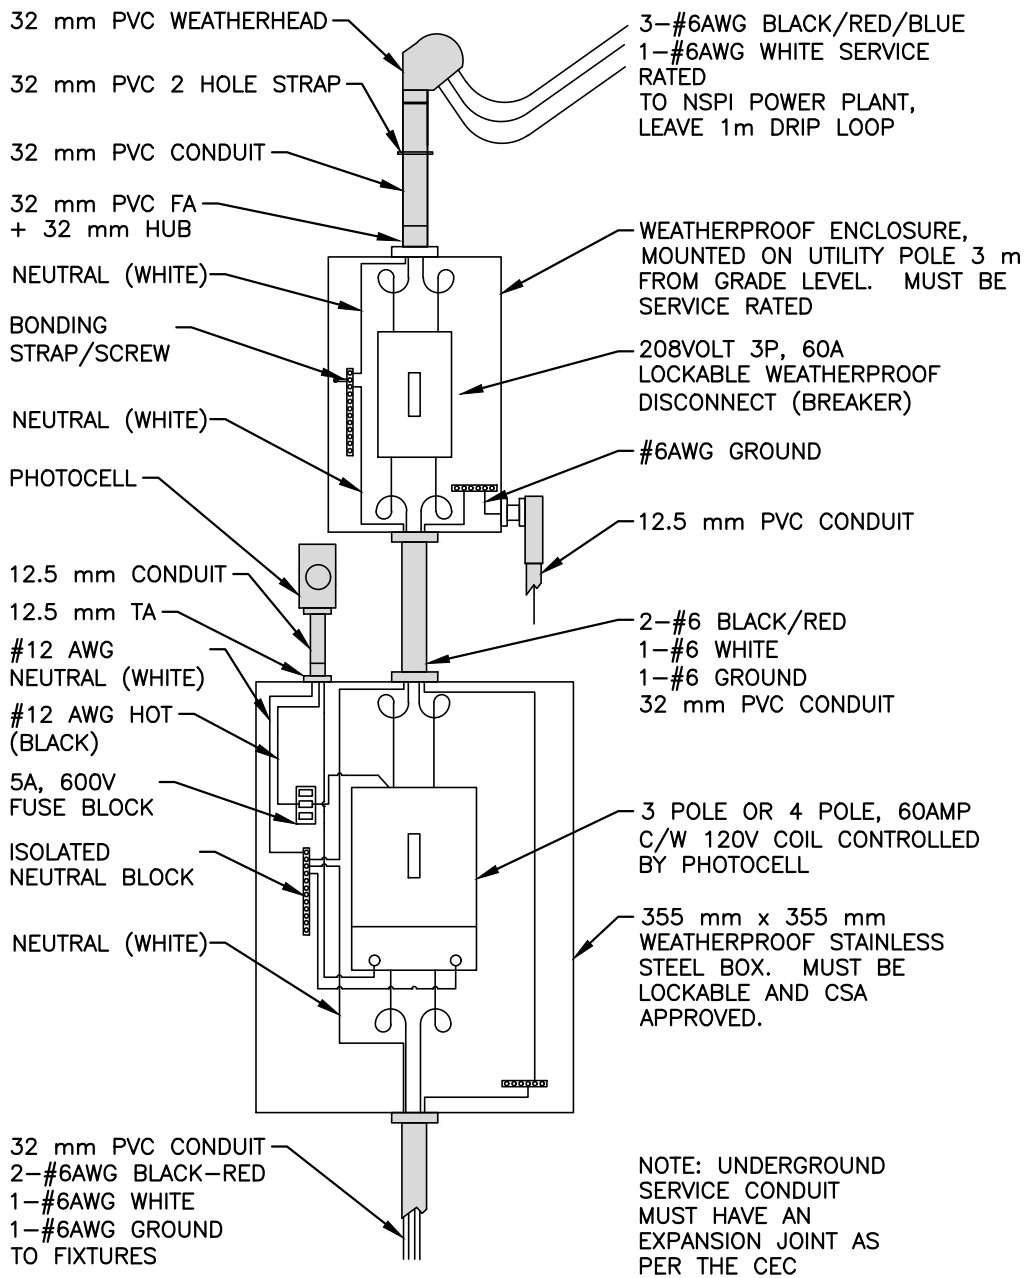 32 mm PVC WEATHERHEAD
32 mm PVC 2 HOLE STRAP
32 mm PVC CONDUIT
32 mm PVC FA
+ 32 mm HUB
NEUTRAL (WHITE)
BONDING
STRAP/SCREW
NEUTRAL (WHITE)
PHOTOCELL
12.5 mm CONDUIT
12.5 mm TA
#12 AWG
NEUTRAL (WHITE)
#12 AWG HOT
(BLACK)
5A, 600V
FUSE BLOCK
ISOLATED
NEUTRAL BLOCK
NEUTRAL (WHITE)
32 mm PVC CONDUIT
2-#6AWG BLACK-RED
1-#6AWG WHITE
1-#6AWG GROUND
TO FIXTURES
3-#6AWG BLACK/RED/BLUE
1-#6AWG WHITE SERVICE
RATED
TO NSPI POWER PLANT,
LEAVE 1m DRIP LOOP
WEATHERPROOF ENCLOSURE,
MOUNTED ON UTILITY POLE 3 m
FROM GRADE LEVEL. MUST BE
SERVICE RATED
208VOLT 3P, 60A
LOCKABLE WEATHERPROOF
DISCONNECT (BREAKER)
#6AWG GROUND
12.5 mm PVC CONDUIT
2-#6 BLACK/RED
1-#6 WHITE
1-#6 GROUND
32 mm PVC CONDUIT
3 POLE OR 4 POLE, 60AMP
C/W 120V COIL CONTROLLED
BY PHOTOCELL
355 mm x 355 mm
WEATHERPROOF STAINLESS
STEEL BOX. MUST BE
LOCKABLE AND CSA
APPROVED.
NOTE: UNDERGROUND
SERVICE CONDUIT
MUST HAVE AN
EXPANSION JOINT AS
PER THE CEC